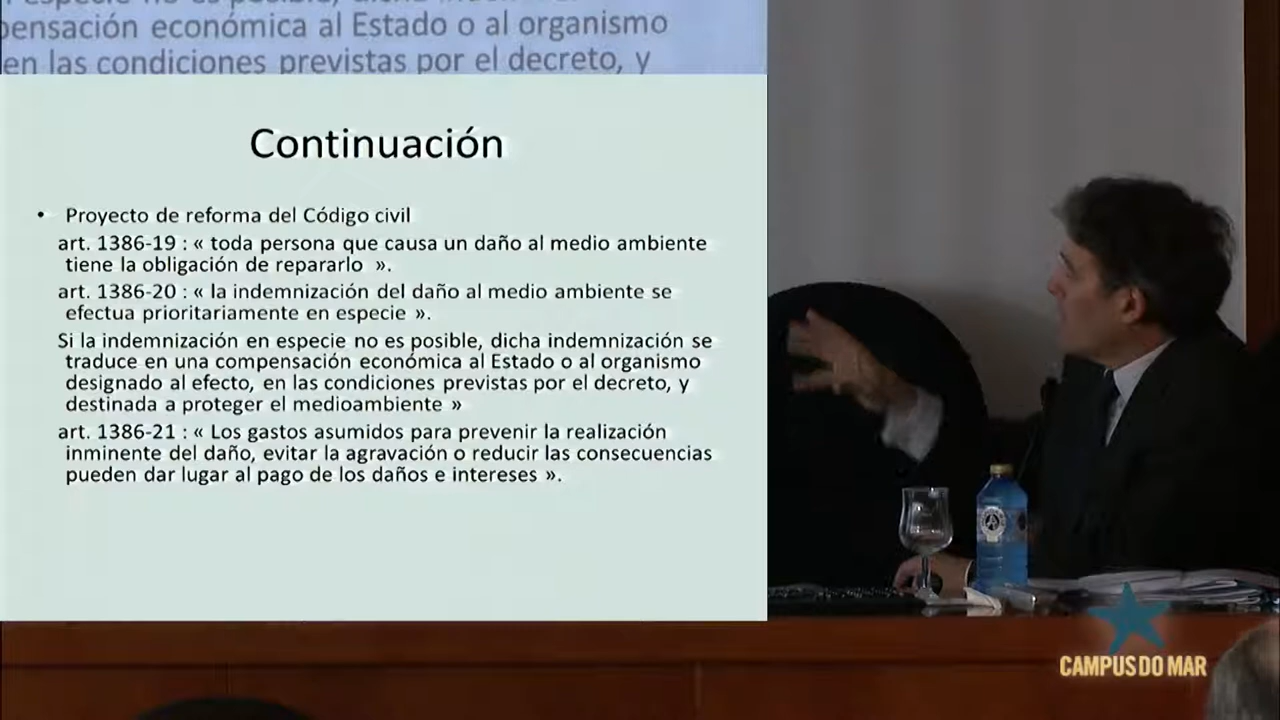 pensación económica al Estado o al organismo
en las condiciones previstas por el decreto, y
Continuación
• Proyecto de reforma del Código civil
art. 1386-19 : « toda persona que causa un daño al medio ambiente
tiene la obligación de repararlo ».
art. 1386-20 : « la indemnización del daño al medio ambiente se
efectua prioritariamente en especie ».
Si la indemnización en especie no es posible, dicha indemnización se
traduce en una compensación económica al Estado o al organismo
designado al efecto, en las condiciones previstas por el decreto, y
destinada a proteger el medioambiente »
art. 1386-21 : « Los gastos asumidos para prevenir la realización
inminente del daño, evitar la agravación o reducir las consecuencias
pueden dar lugar al pago de los daños e intereses ».
CAMPUS DO MAR